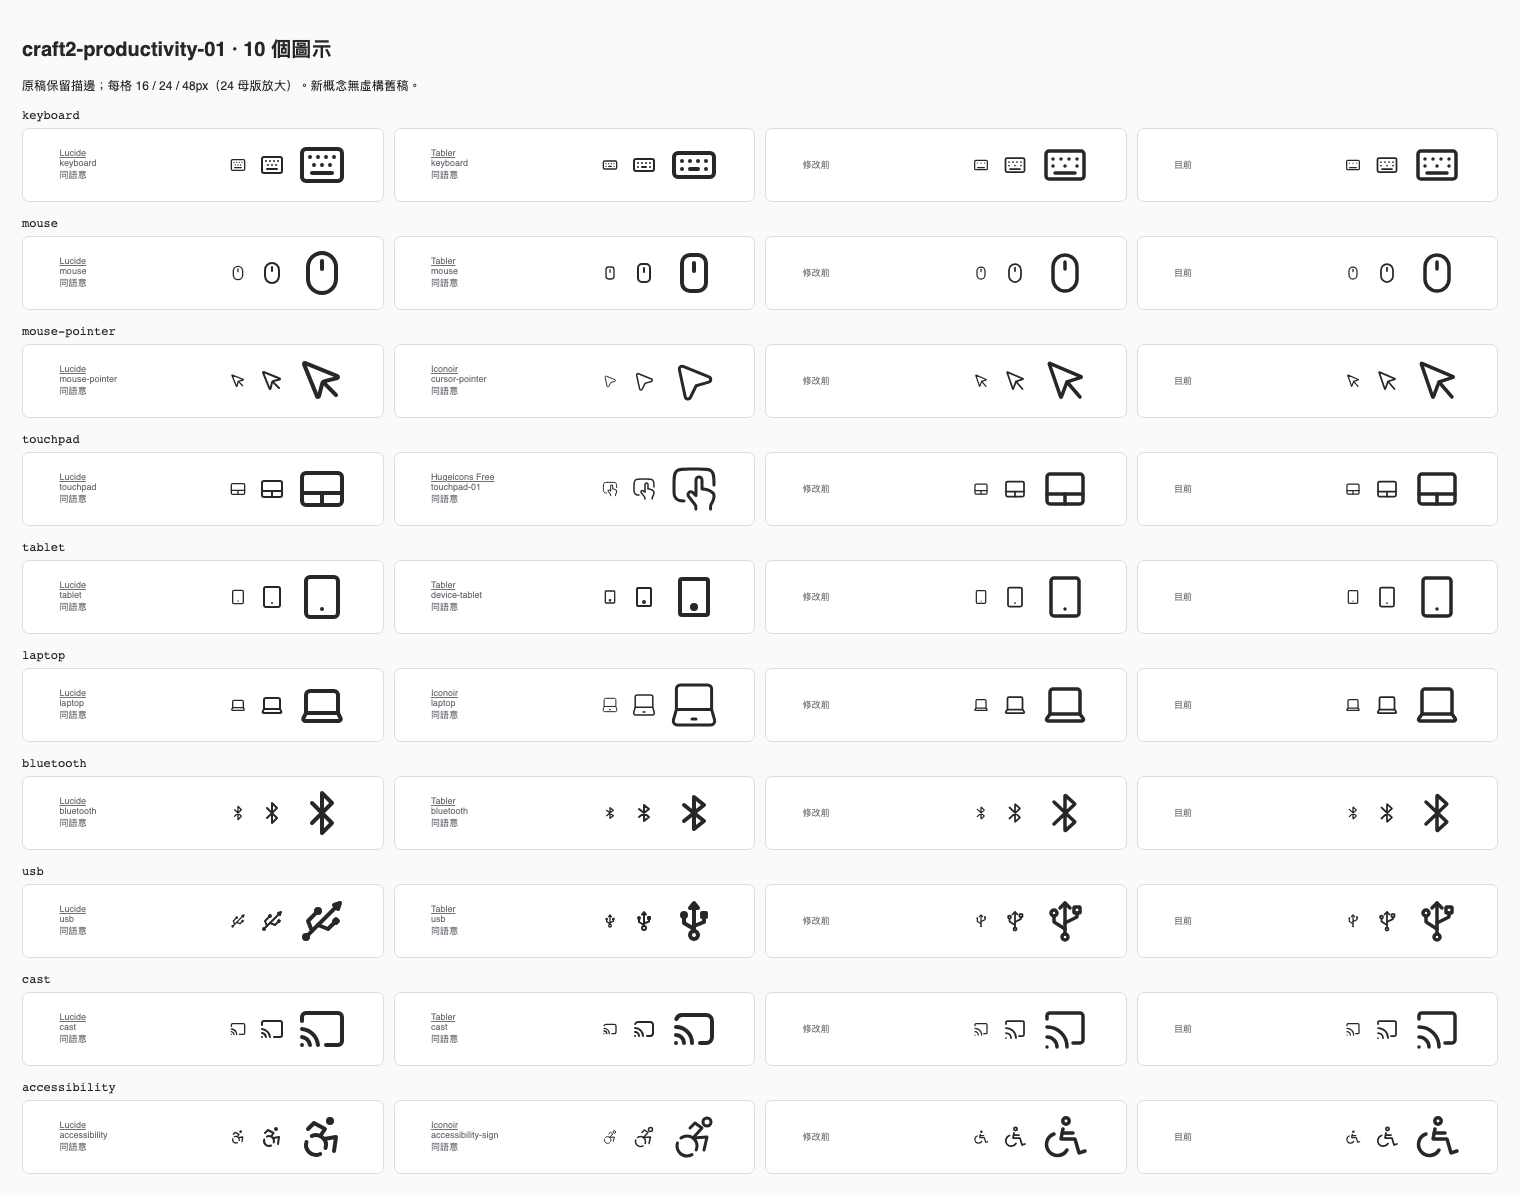 craft2-productivity-01 · 10 個圖示
原稿保留描邊；每格 16 / 24 / 48px（24 母版放大）。新概念無虛構舊稿。
keyboard
Lucide
keyboard
同語意
Tabler
keyboard
同語意
修改前
目前
mouse
Lucide
mouse
同語意
Tabler
mouse
同語意
修改前
目前
mouse-pointer
Lucide
mouse-pointer
同語意
Iconoir
cursor-pointer
同語意
修改前
目前
touchpad
Lucide
touchpad
同語意
Hugeicons Free
touchpad-01
同語意
修改前
目前
tablet
Lucide
tablet
同語意
Tabler
device-tablet
同語意
修改前
目前
laptop
Lucide
laptop
同語意
Iconoir
laptop
同語意
修改前
目前
bluetooth
Lucide
bluetooth
同語意
Tabler
bluetooth
同語意
修改前
目前
usb
Lucide
usb
同語意
Tabler
usb
同語意
修改前
目前
cast
Lucide
cast
同語意
Tabler
cast
同語意
修改前
目前
accessibility
Lucide
accessibility
同語意
Iconoir
accessibility-sign
同語意
修改前
目前